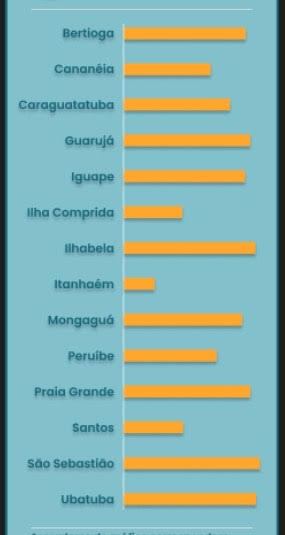 Bertioga
Cananéia
Caraguatatuba
Guarujá
Iguape
Ilha Comprida
Ilhabela
Itanhaém
Mongaguá
Peruíbe
Praia Grande
Santos
São Sebastião
Ubatuba